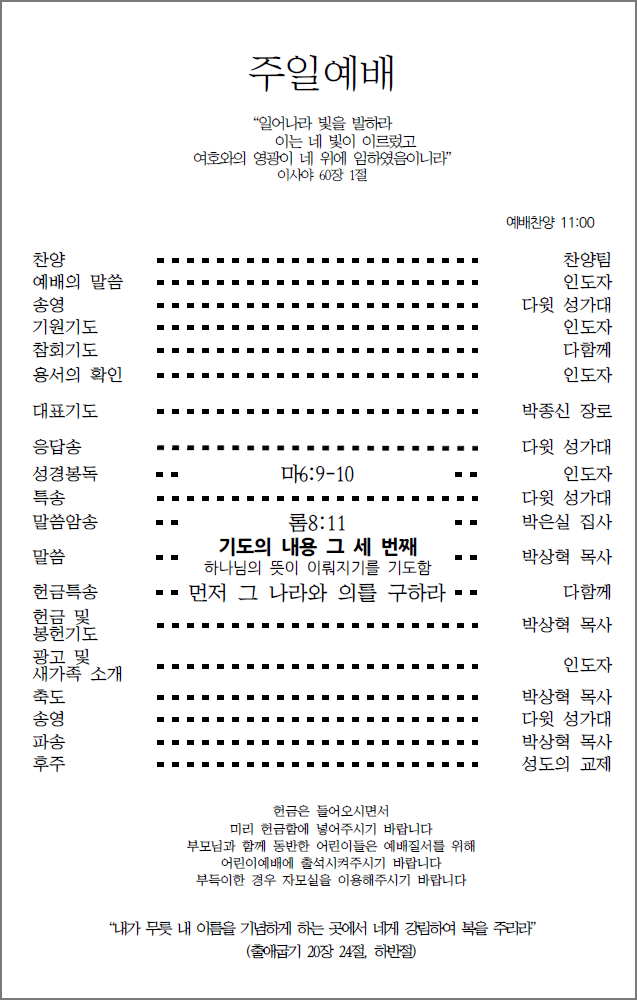 주일예배
“일어나라 빛을 발하라
이는 네 빛이 이르렀고
여호와의 영광이 네 위에 임하였음이니라”
이사야 60장 1절
예배찬양 11:00
찬양 찬양팀
예배의 말씀 인도자
송영 다윗 성가대
기원기도 인도자
참회기도 다함께
용서의 확인 인도자
대표기도 박종신 장로
응답송 다윗 성가대
성경봉독 마6:9-10 인도자
특송 다윗 성가대
말씀암송 롬8:11 박은실 집사
기도의 내용 그 세 번째
말씀 박상혁 목사
하나님의 뜻이 이뤄지기를 기도함
헌금특송 먼저 그 나라와 의를 구하라 다함께
헌금 및
봉헌기도 박상혁 목사
광고 및
새가족 소개 인도자
축도 박상혁 목사
송영 다윗 성가대
파송 박상혁 목사
후주 성도의 교제
헌금은 들어오시면서
미리 헌금함에 넣어주시기 바랍니다
부모님과 함께 동반한 어린이들은 예배질서를 위해
어린이예배에 출석시켜주시기 바랍니다
부득이한 경우 자모실을 이용해주시기 바랍니다
“내가 무릇 내 이름을 기념하게 하는 곳에서 네게 강림하여 복을 주리라”
(출애굽기 20장 24절, 하반절)